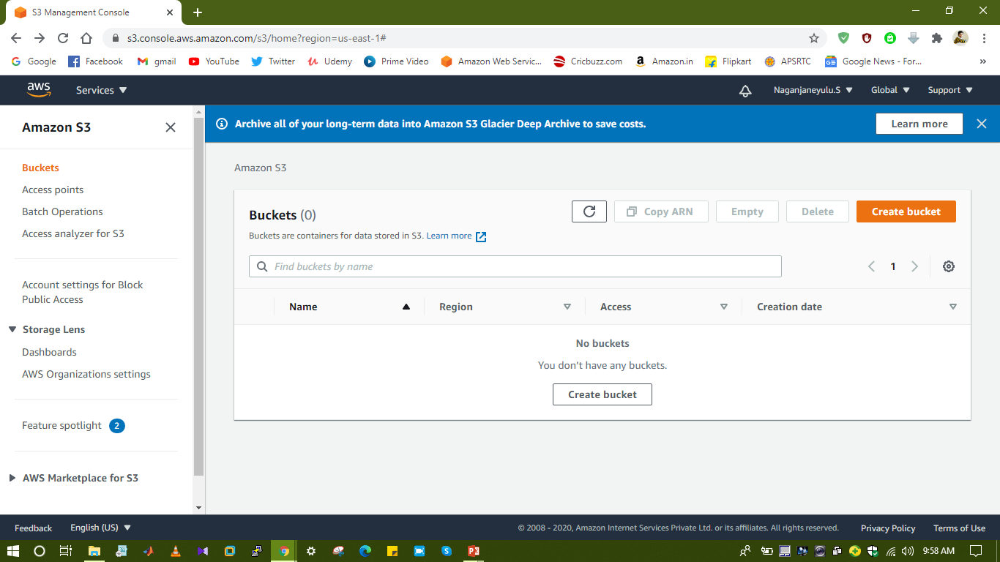 S3 Management Console
s3.console.aws.amazon.com/s3/home?region=us-east-1#
Google Facebook gmail YouTube Twitter Udemy Prime Video Amazon Web Servic... Cricbuzz.com Amazon.in Flipkart APSRTC Google News - For... »
aws Services Naganjaneyulu.S Global Support
Amazon S3
Archive all of your long-term data into Amazon S3 Glacier Deep Archive to save costs. Learn more
Buckets
Access points
Batch Operations
Access analyzer for S3
Account settings for Block
Public Access
Storage Lens
Dashboards
AWS Organizations settings
Feature spotlight 2
AWS Marketplace for S3
Amazon S3
Buckets (0) Copy ARN Empty Delete Create bucket
Buckets are containers for data stored in S3. Learn more
Find buckets by name 1
Name Region Access Creation date
No buckets
You don't have any buckets.
Create bucket
Feedback English (US) © 2008 - 2020, Amazon Internet Services Private Ltd. or its affiliates. All rights reserved. Privacy Policy Terms of Use
9:58 AM